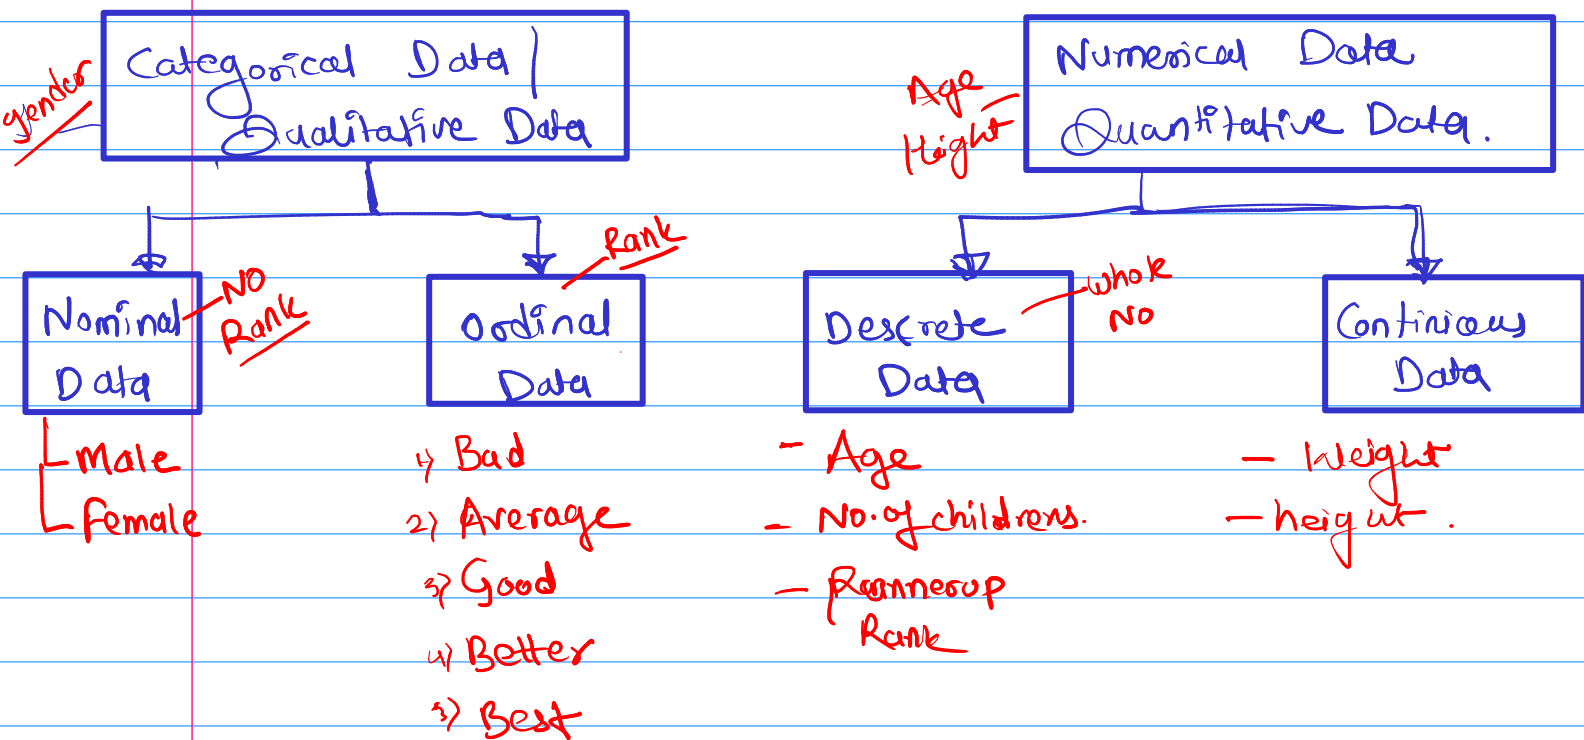 Categorical Data |
Qualitative Data
gender
Numerical Data
Quantitative Data.
Age
Height
Nominal
Data
NO
Rank
Ordinal
Data
Rank
Descrete
Data
Whole
NO
Continious
Data
Male
Female
1) Bad
2) Average
3) Good
4) Better
5) Best
- Age
- No. of childrens.
- Runnerup
Rank
- Weight
- height.